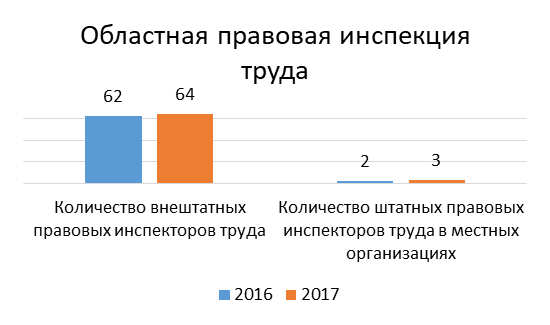 Областная правовая инспекция
труда
62
64
2
3
Количество внештатных
правовых инспекторов труда
Количество штатных правовых
инспекторов труда в местных
организациях
2016
2017